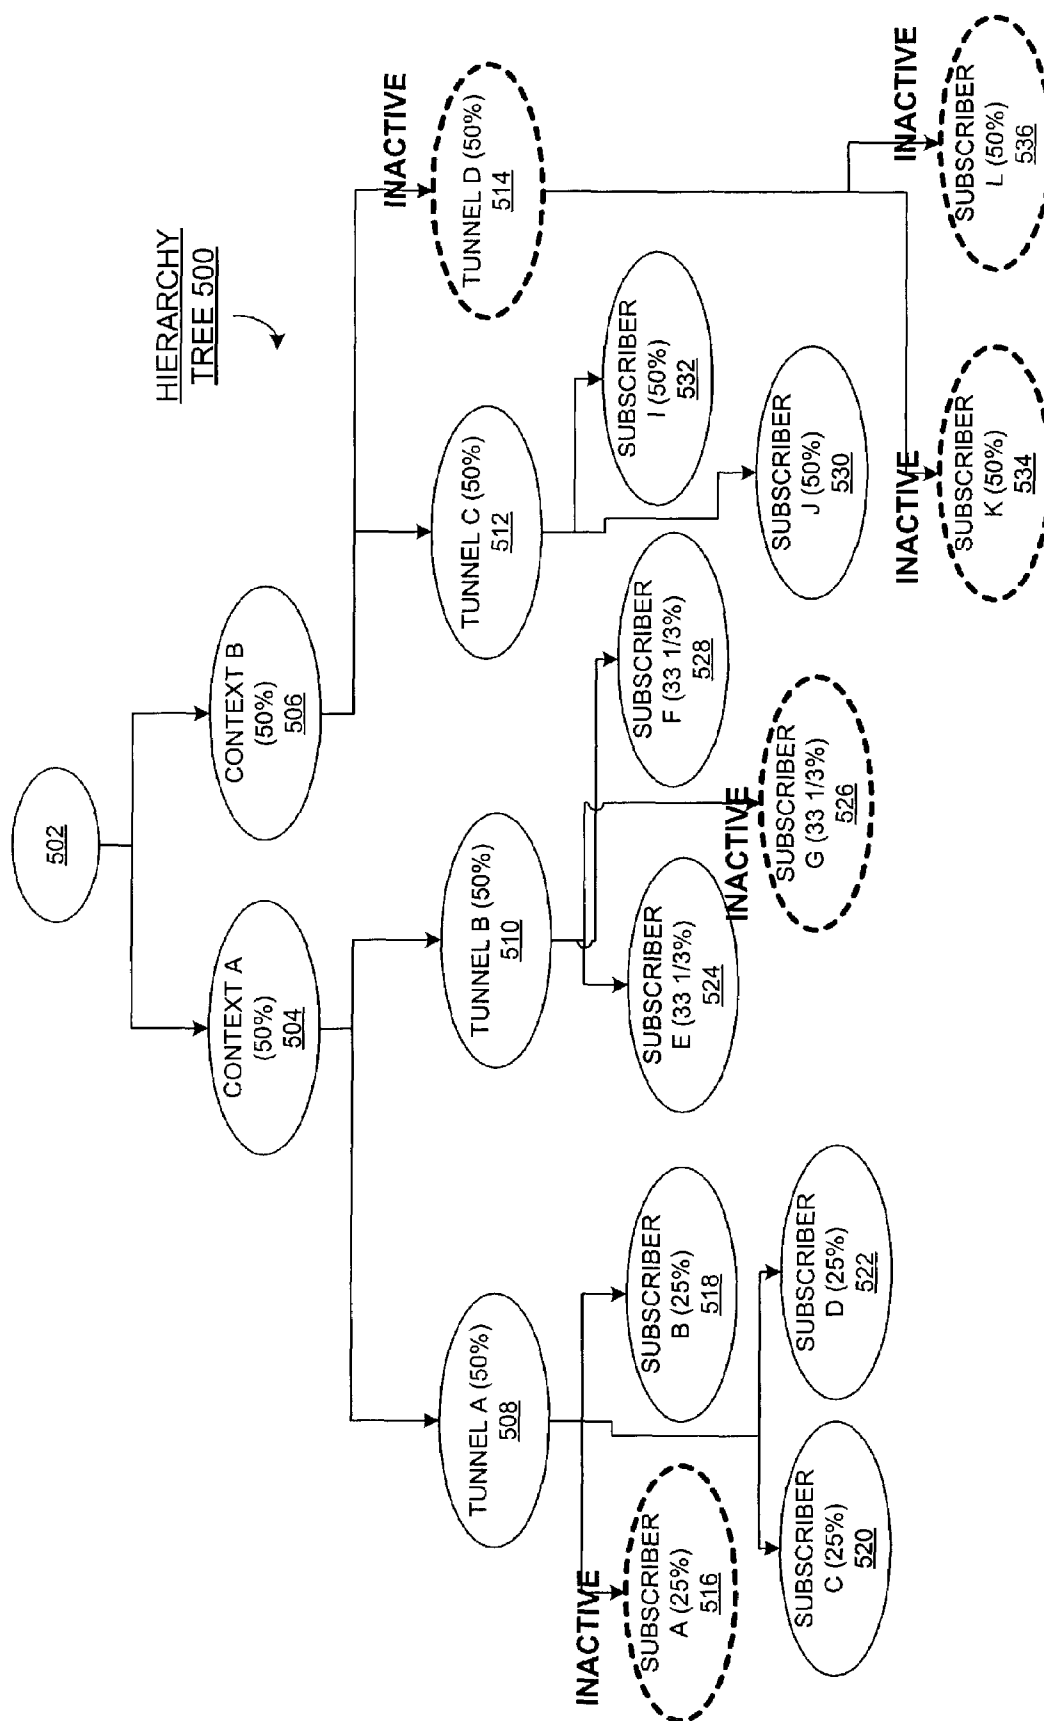 HIERARCHY
TREE 500
502
CONTEXT A
(50%)
504
CONTEXT B
(50%)
506
TUNNEL A (50%)
508
TUNNEL B (50%)
510
TUNNEL C (50%)
512
INACTIVE
TUNNEL D (50%)
514
INACTIVE
SUBSCRIBER
A (25%)
516
SUBSCRIBER
B (25%)
518
SUBSCRIBER
C (25%)
520
SUBSCRIBER
D (25%)
522
SUBSCRIBER
E (33 1/3%)
524
INACTIVE
SUBSCRIBER
G (33 1/3%)
526
SUBSCRIBER
F (33 1/3%)
528
SUBSCRIBER
J (50%)
530
SUBSCRIBER
I (50%)
532
INACTIVE
SUBSCRIBER
K (50%)
534
INACTIVE
SUBSCRIBER
L (50%)
536